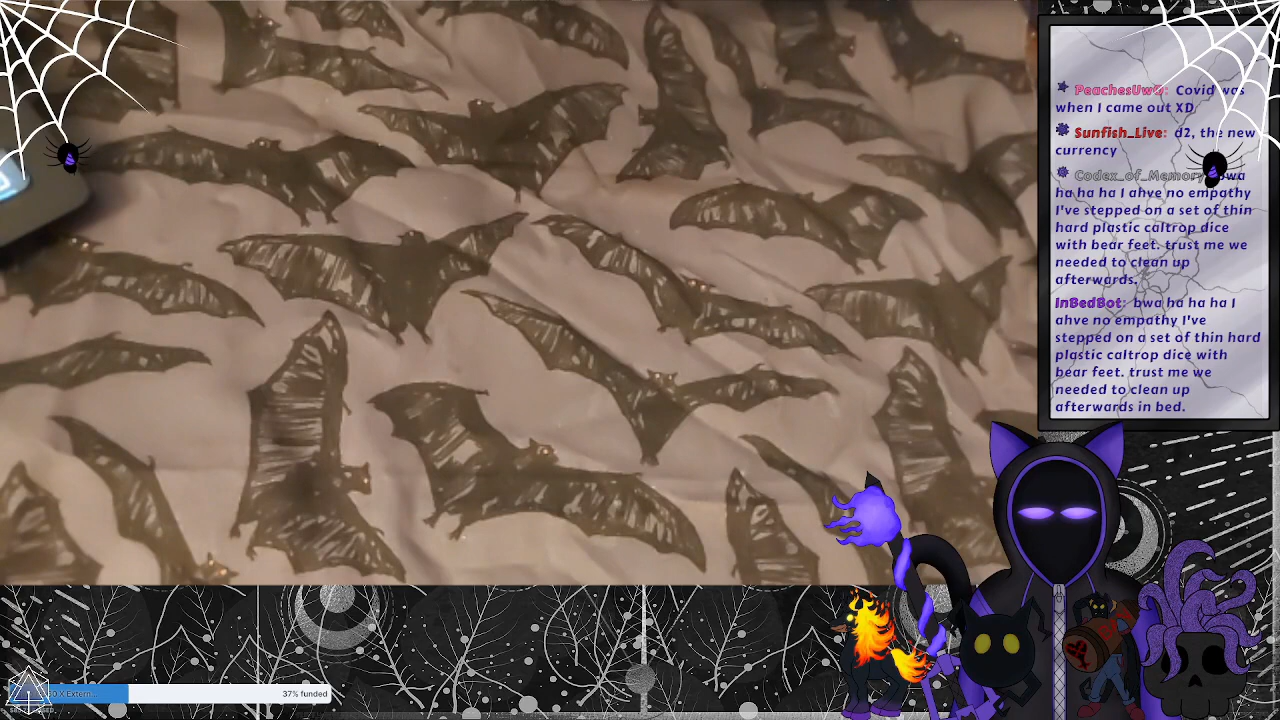 PeachesUwU: Covid was
when I came out XD
Sunfish_Live: d2, the new
currency
Codex_of_Memory
ha ha ha I ahve no empathy
I've stepped on a set of thin
hard plastic caltrop dice
with bear feet. trust me we
needed to clean up
afterwards.
InBedBot: bwa ha ha ha I
ahve no empathy I've
stepped on a set of thin hard
plastic caltrop dice with
bear feet. trust me we
needed to clean up
afterwards in bed.
37% funded